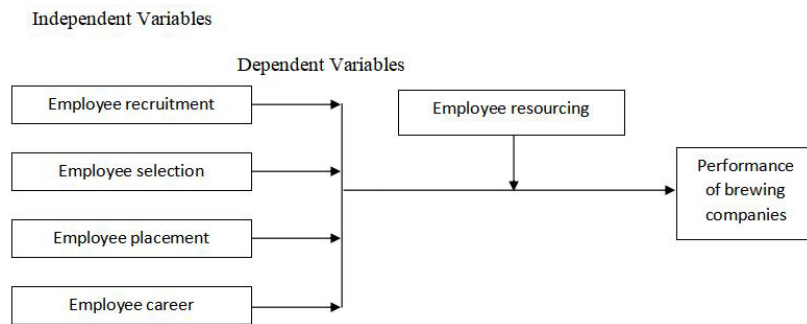 Independent Variables
Dependent Variables
Employee recruitment
Employee selection
Employee placement
Employee career
Employee resourcing
Performance
of brewing
companies